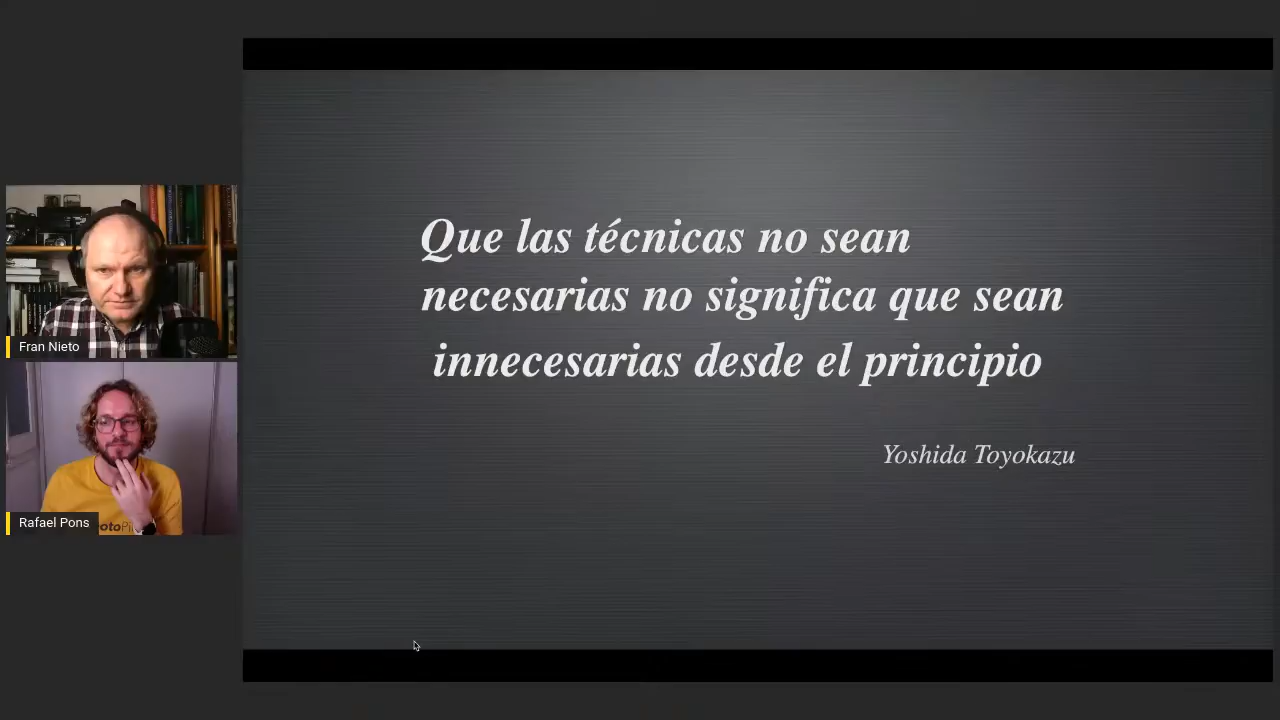 Que las técnicas no sean
necesarias no significa que sean
innecesarias desde el principio
Yoshida Toyokazu
Fran Nieto
Rafael Pons